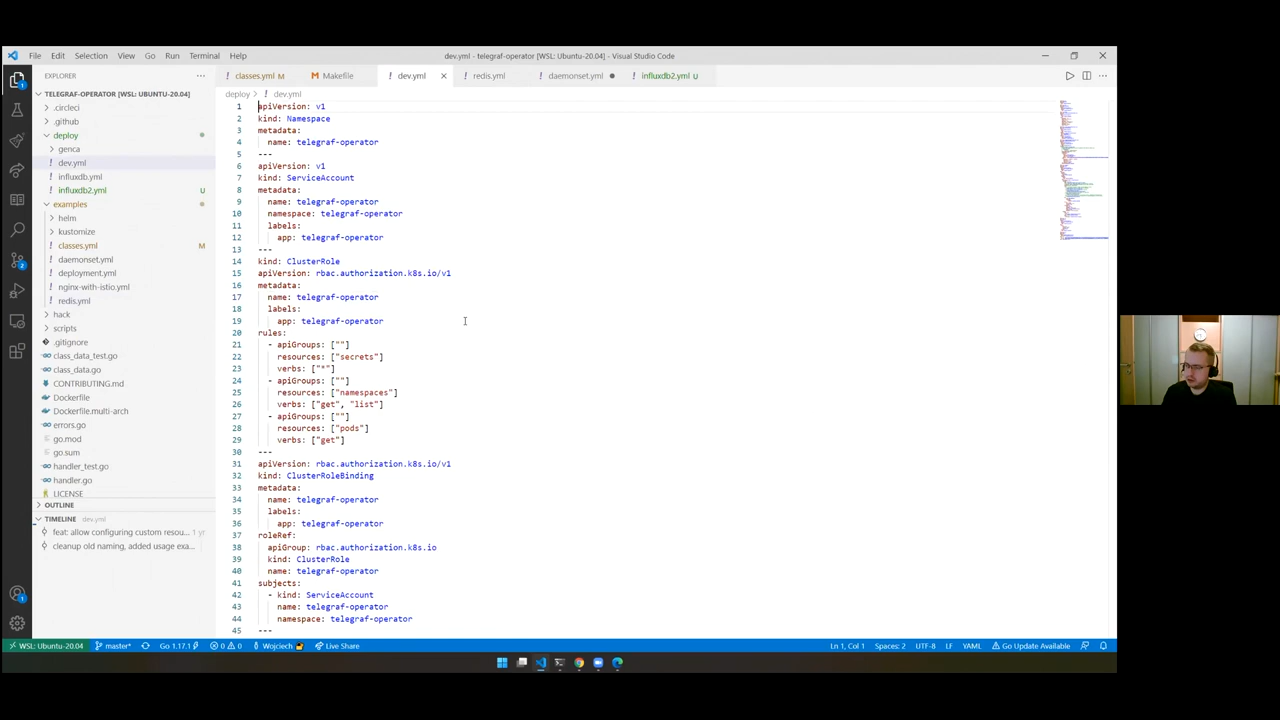 File Edit Selection View Go Run Terminal Help
dev.yml - telegraf-operator [WSL: Ubuntu-20.04] - Visual Studio Code
EXPLORER
classes.yml M
Makefile
dev.yml
redis.yml
daemonset.yml
influxdb2.yml U
TELEGRAF-OPERATOR [WSL: UBUNTU-20.04]
.circleci
.github
deploy
genca
dev.yml
influxdb.yml
influxdb2.yml U
examples
helm
kustomize
classes.yml M
daemonset.yml
deployment.yml
nginx-with-istio.yml
redis.yml
hack
scripts
.gitignore
class_data_test.go
class_data.go
CONTRIBUTING.md
Dockerfile
Dockerfile.multi-arch
errors.go
go.mod
go.sum
handler_test.go
handler.go
LICENSE
OUTLINE
TIMELINE dev.yml
feat: allow configuring custom resou... 1 yr
cleanup old naming, added usage exa...
deploy > dev.yml
1 apiVersion: v1
2 kind: Namespace
3 metadata:
4 name: telegraf-operator
5 ---
6 apiVersion: v1
7 kind: ServiceAccount
8 metadata:
9 name: telegraf-operator
10 namespace: telegraf-operator
11 labels:
12 app: telegraf-operator
13 ---
14 kind: ClusterRole
15 apiVersion: rbac.authorization.k8s.io/v1
16 metadata:
17 name: telegraf-operator
18 labels:
19 app: telegraf-operator
20 rules:
21 - apiGroups: [""]
22 resources: ["secrets"]
23 verbs: ["*"]
24 - apiGroups: [""]
25 resources: ["namespaces"]
26 verbs: ["get", "list"]
27 - apiGroups: [""]
28 resources: ["pods"]
29 verbs: ["get"]
30 ---
31 apiVersion: rbac.authorization.k8s.io/v1
32 kind: ClusterRoleBinding
33 metadata:
34 name: telegraf-operator
35 labels:
36 app: telegraf-operator
37 roleRef:
38 apiGroup: rbac.authorization.k8s.io
39 kind: ClusterRole
40 name: telegraf-operator
41 subjects:
42 - kind: ServiceAccount
43 name: telegraf-operator
44 namespace: telegraf-operator
45 ---
WSL: Ubuntu-20.04 master* Go 1.17.1 0 0 Wojciech Live Share
Ln 1, Col 1 Spaces: 2 UTF-8 LF YAML Go Update Available